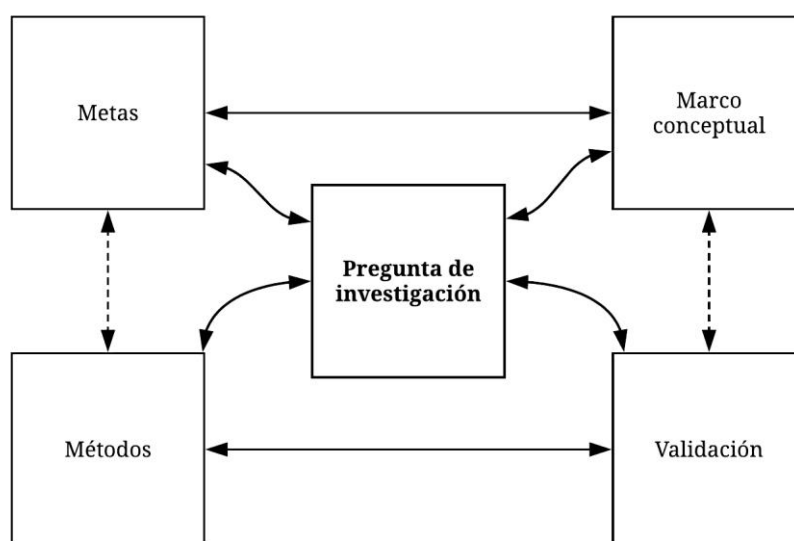 Metas
Marco
conceptual
Pregunta de
investigación
Métodos
Validación